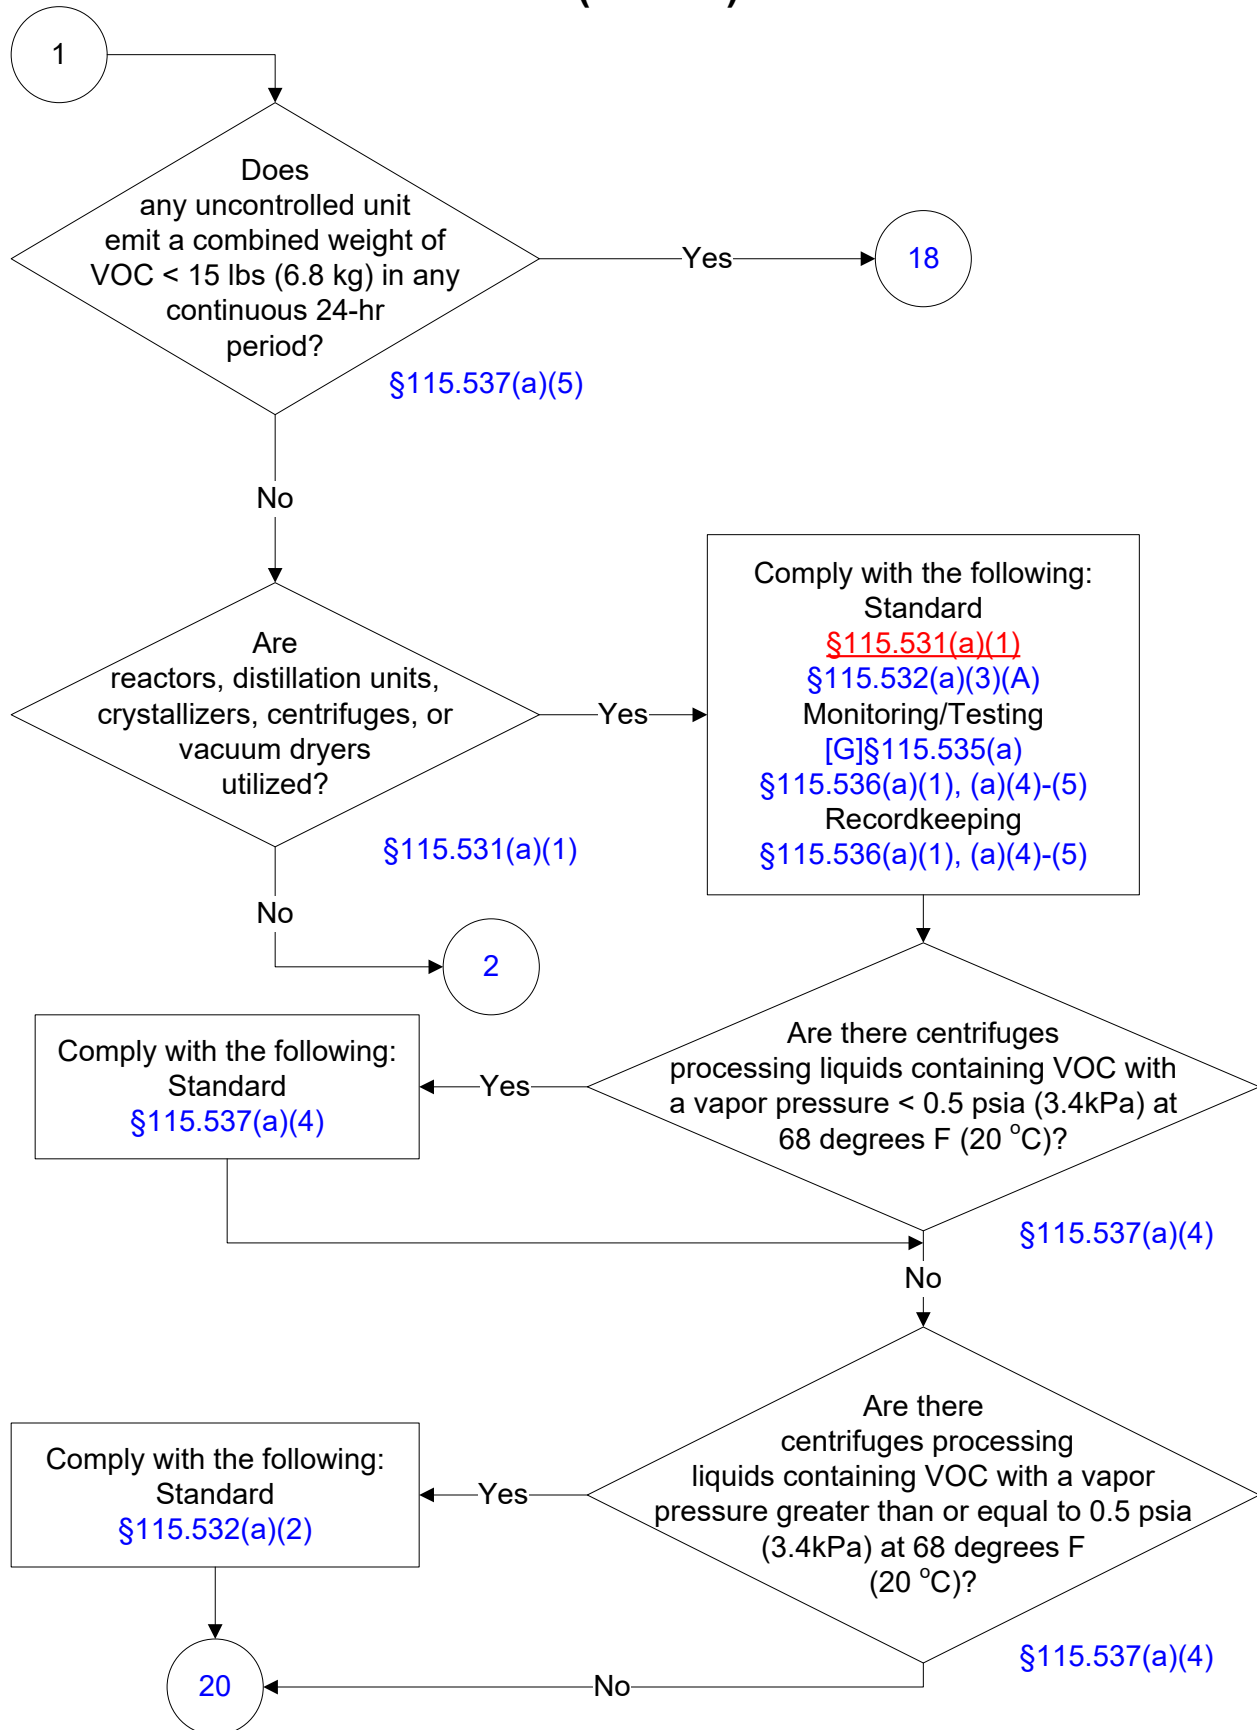 1
Does
any uncontrolled unit
emit a combined weight of
VOC < 15 lbs (6.8 kg) in any
continuous 24-hr
period?
Yes
18
§115.537(a)(5)
No
Are
reactors, distillation units,
crystallizers, centrifuges, or
vacuum dryers
utilized?
Yes
§115.531(a)(1)
Comply with the following:
Standard
§115.531(a)(1)
§115.532(a)(3)(A)
Monitoring/Testing
[G]§115.535(a)
§115.536(a)(1), (a)(4)-(5)
Recordkeeping
§115.536(a)(1), (a)(4)-(5)
No
2
Are there centrifuges
processing liquids containing VOC with
a vapor pressure < 0.5 psia (3.4kPa) at
68 degrees F (20 °C)?
Yes
Comply with the following:
Standard
§115.537(a)(4)
§115.537(a)(4)
No
Are there
centrifuges processing
liquids containing VOC with a vapor
pressure greater than or equal to 0.5 psia
(3.4kPa) at 68 degrees F
(20 °C)?
Yes
Comply with the following:
Standard
§115.532(a)(2)
§115.537(a)(4)
No
20